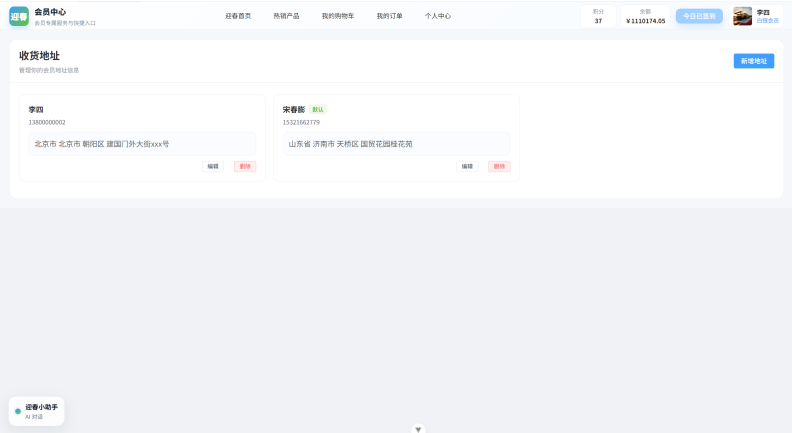 迎春
会员中心
会员专属服务与快捷入口
迎春首页
热销产品
我的购物车
我的订单
个人中心
积分
37
余额
￥1110174.05
今日已签到
李四
白银会员
收货地址
管理你的会员地址信息
新增地址
李四
13800000002
北京市 北京市 朝阳区 建国门外大街xxx号
编辑
删除
宋春膨 默认
15321662779
山东省 济南市 天桥区 国贸花园桂花苑
编辑
删除
迎春小助手
AI 对话